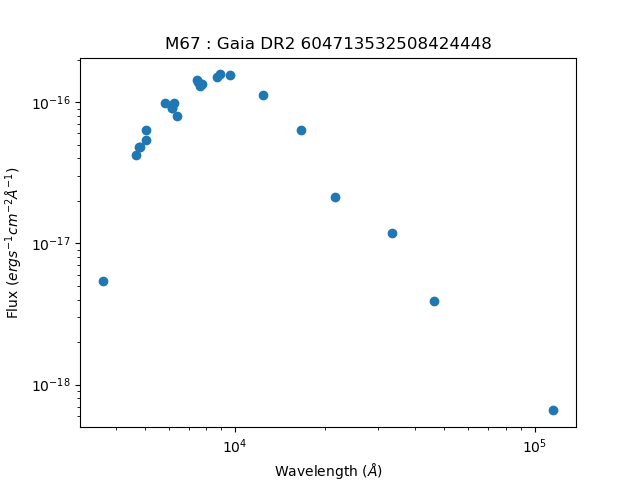 M67 : Gaia DR2 604713532508424448
10⁻¹⁶
10⁻¹⁷
10⁻¹⁸
Flux (ergs⁻¹cm⁻²Å⁻¹)
10⁴ 10⁵
Wavelength (Å)